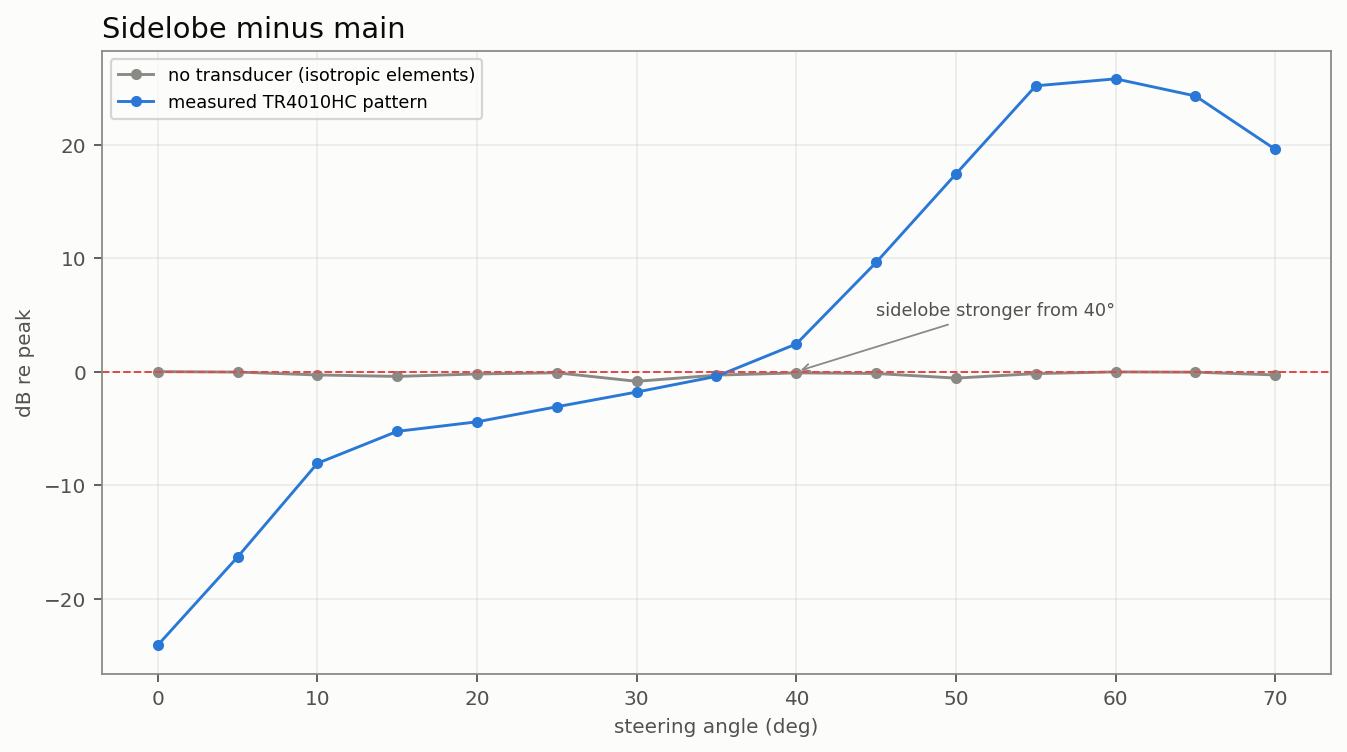 Sidelobe minus main
no transducer (isotropic elements)
measured TR4010HC pattern
sidelobe stronger from 40°
dB re peak
20
10
0
−10
−20
0
10
20
30
40
50
60
70
steering angle (deg)